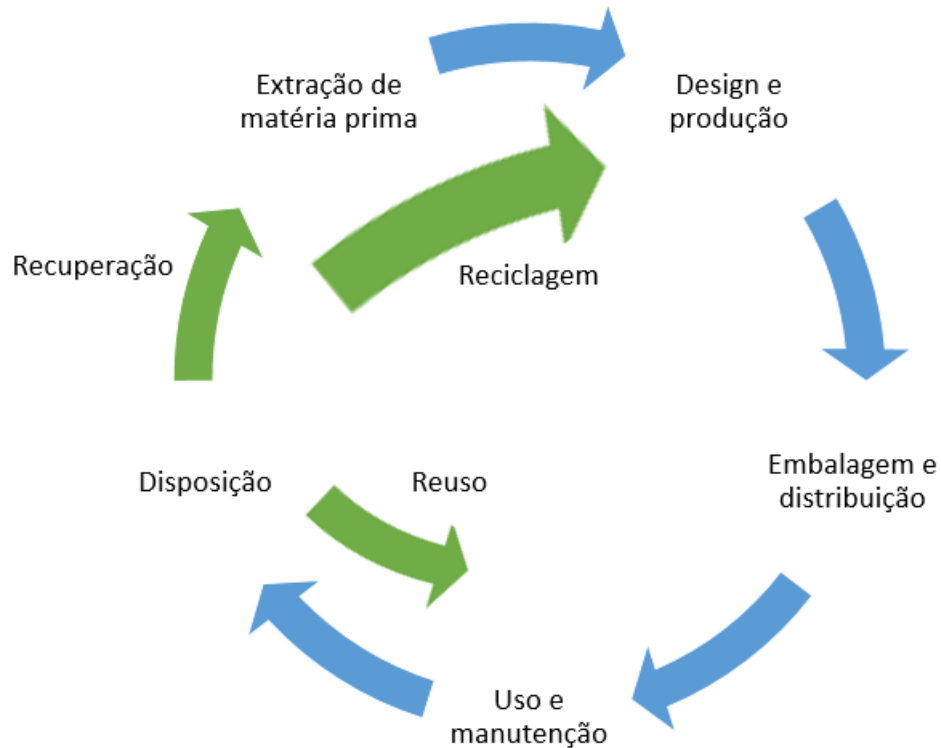 Extração de
matéria prima
Design e
produção
Recuperação
Reciclagem
Embalagem e
distribuição
Disposição
Reuso
Uso e
manutenção